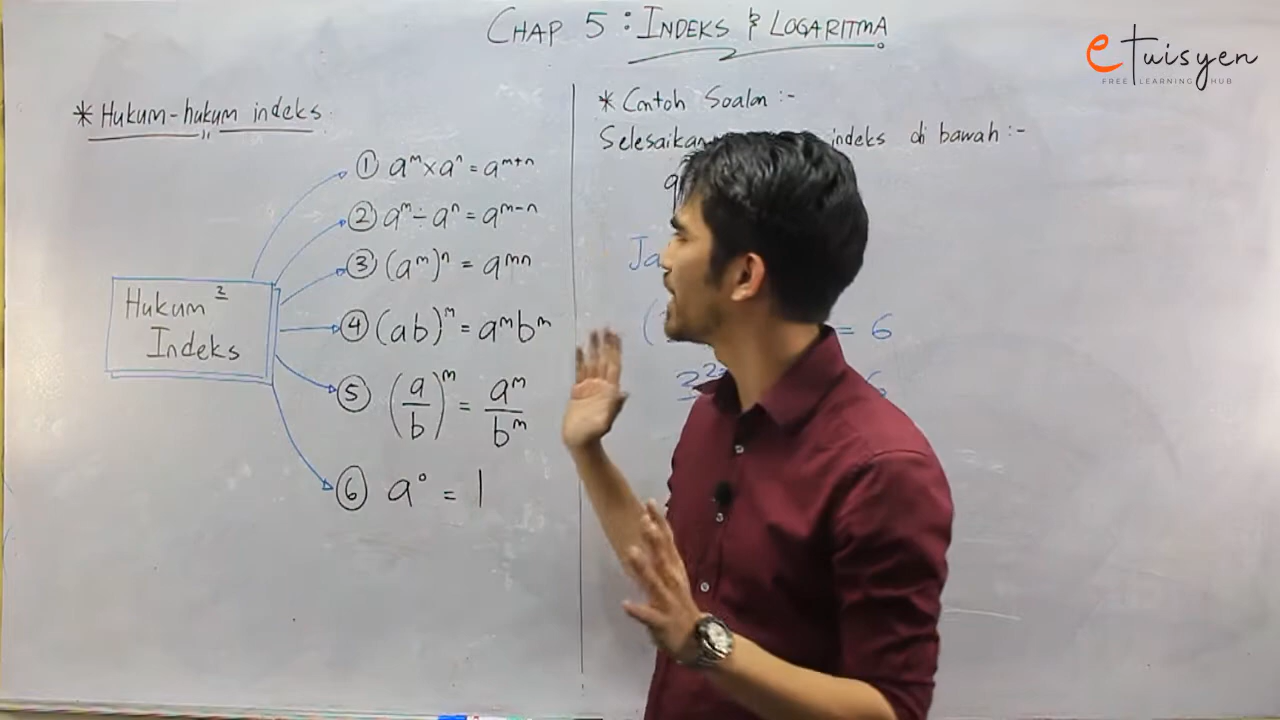 CHAP 5 : INDEKS & LOGARITMA
etuisyen
FREE LEARNING HUB
* Hukum-hukum indeks
Hukum²
Indeks
① aᵐ × aⁿ = aᵐ⁺ⁿ
② aᵐ ÷ aⁿ = aᵐ⁻ⁿ
③ (aᵐ)ⁿ = aᵐⁿ
④ (ab)ᵐ = aᵐbᵐ
⑤ (a/b)ᵐ = aᵐ/bᵐ
⑥ a⁰ = 1
* Contoh Soalan :-
Selesaikan indeks di bawah :-
= 6